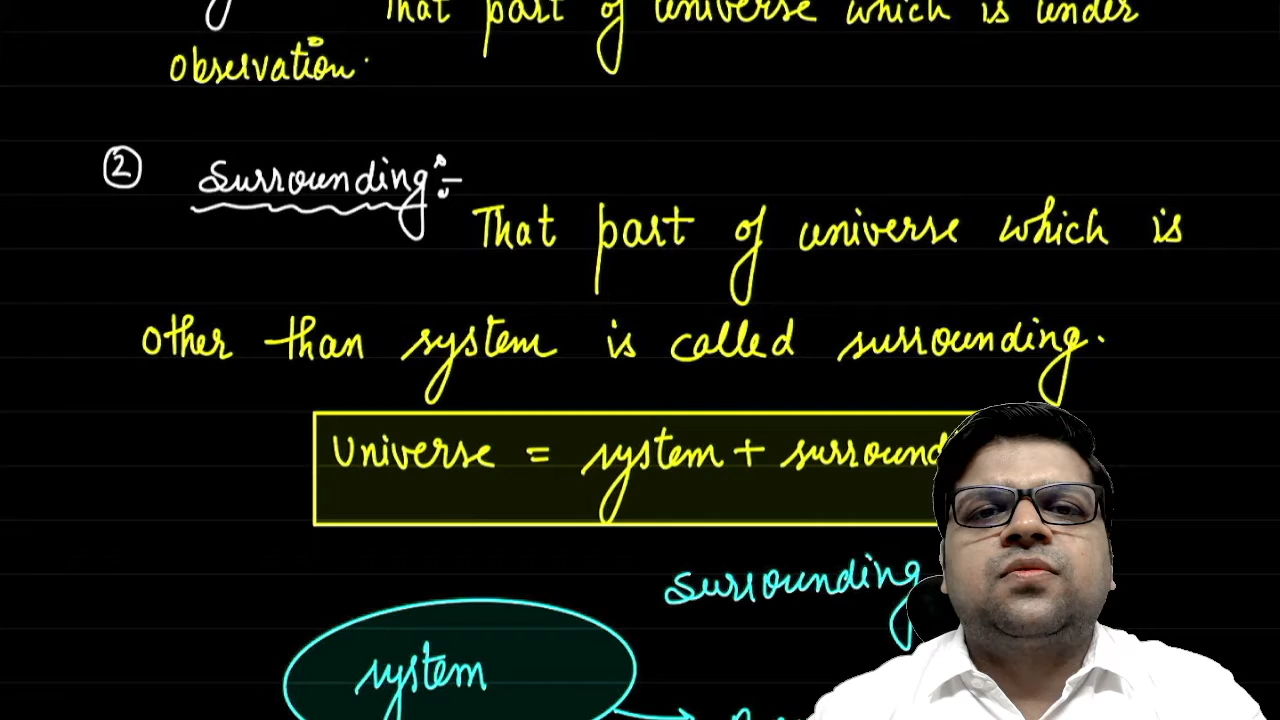 That part of universe which is under
observation.
② Surrounding :-
That part of universe which is
other than system is called surrounding.
Universe = system + surround
surrounding
system